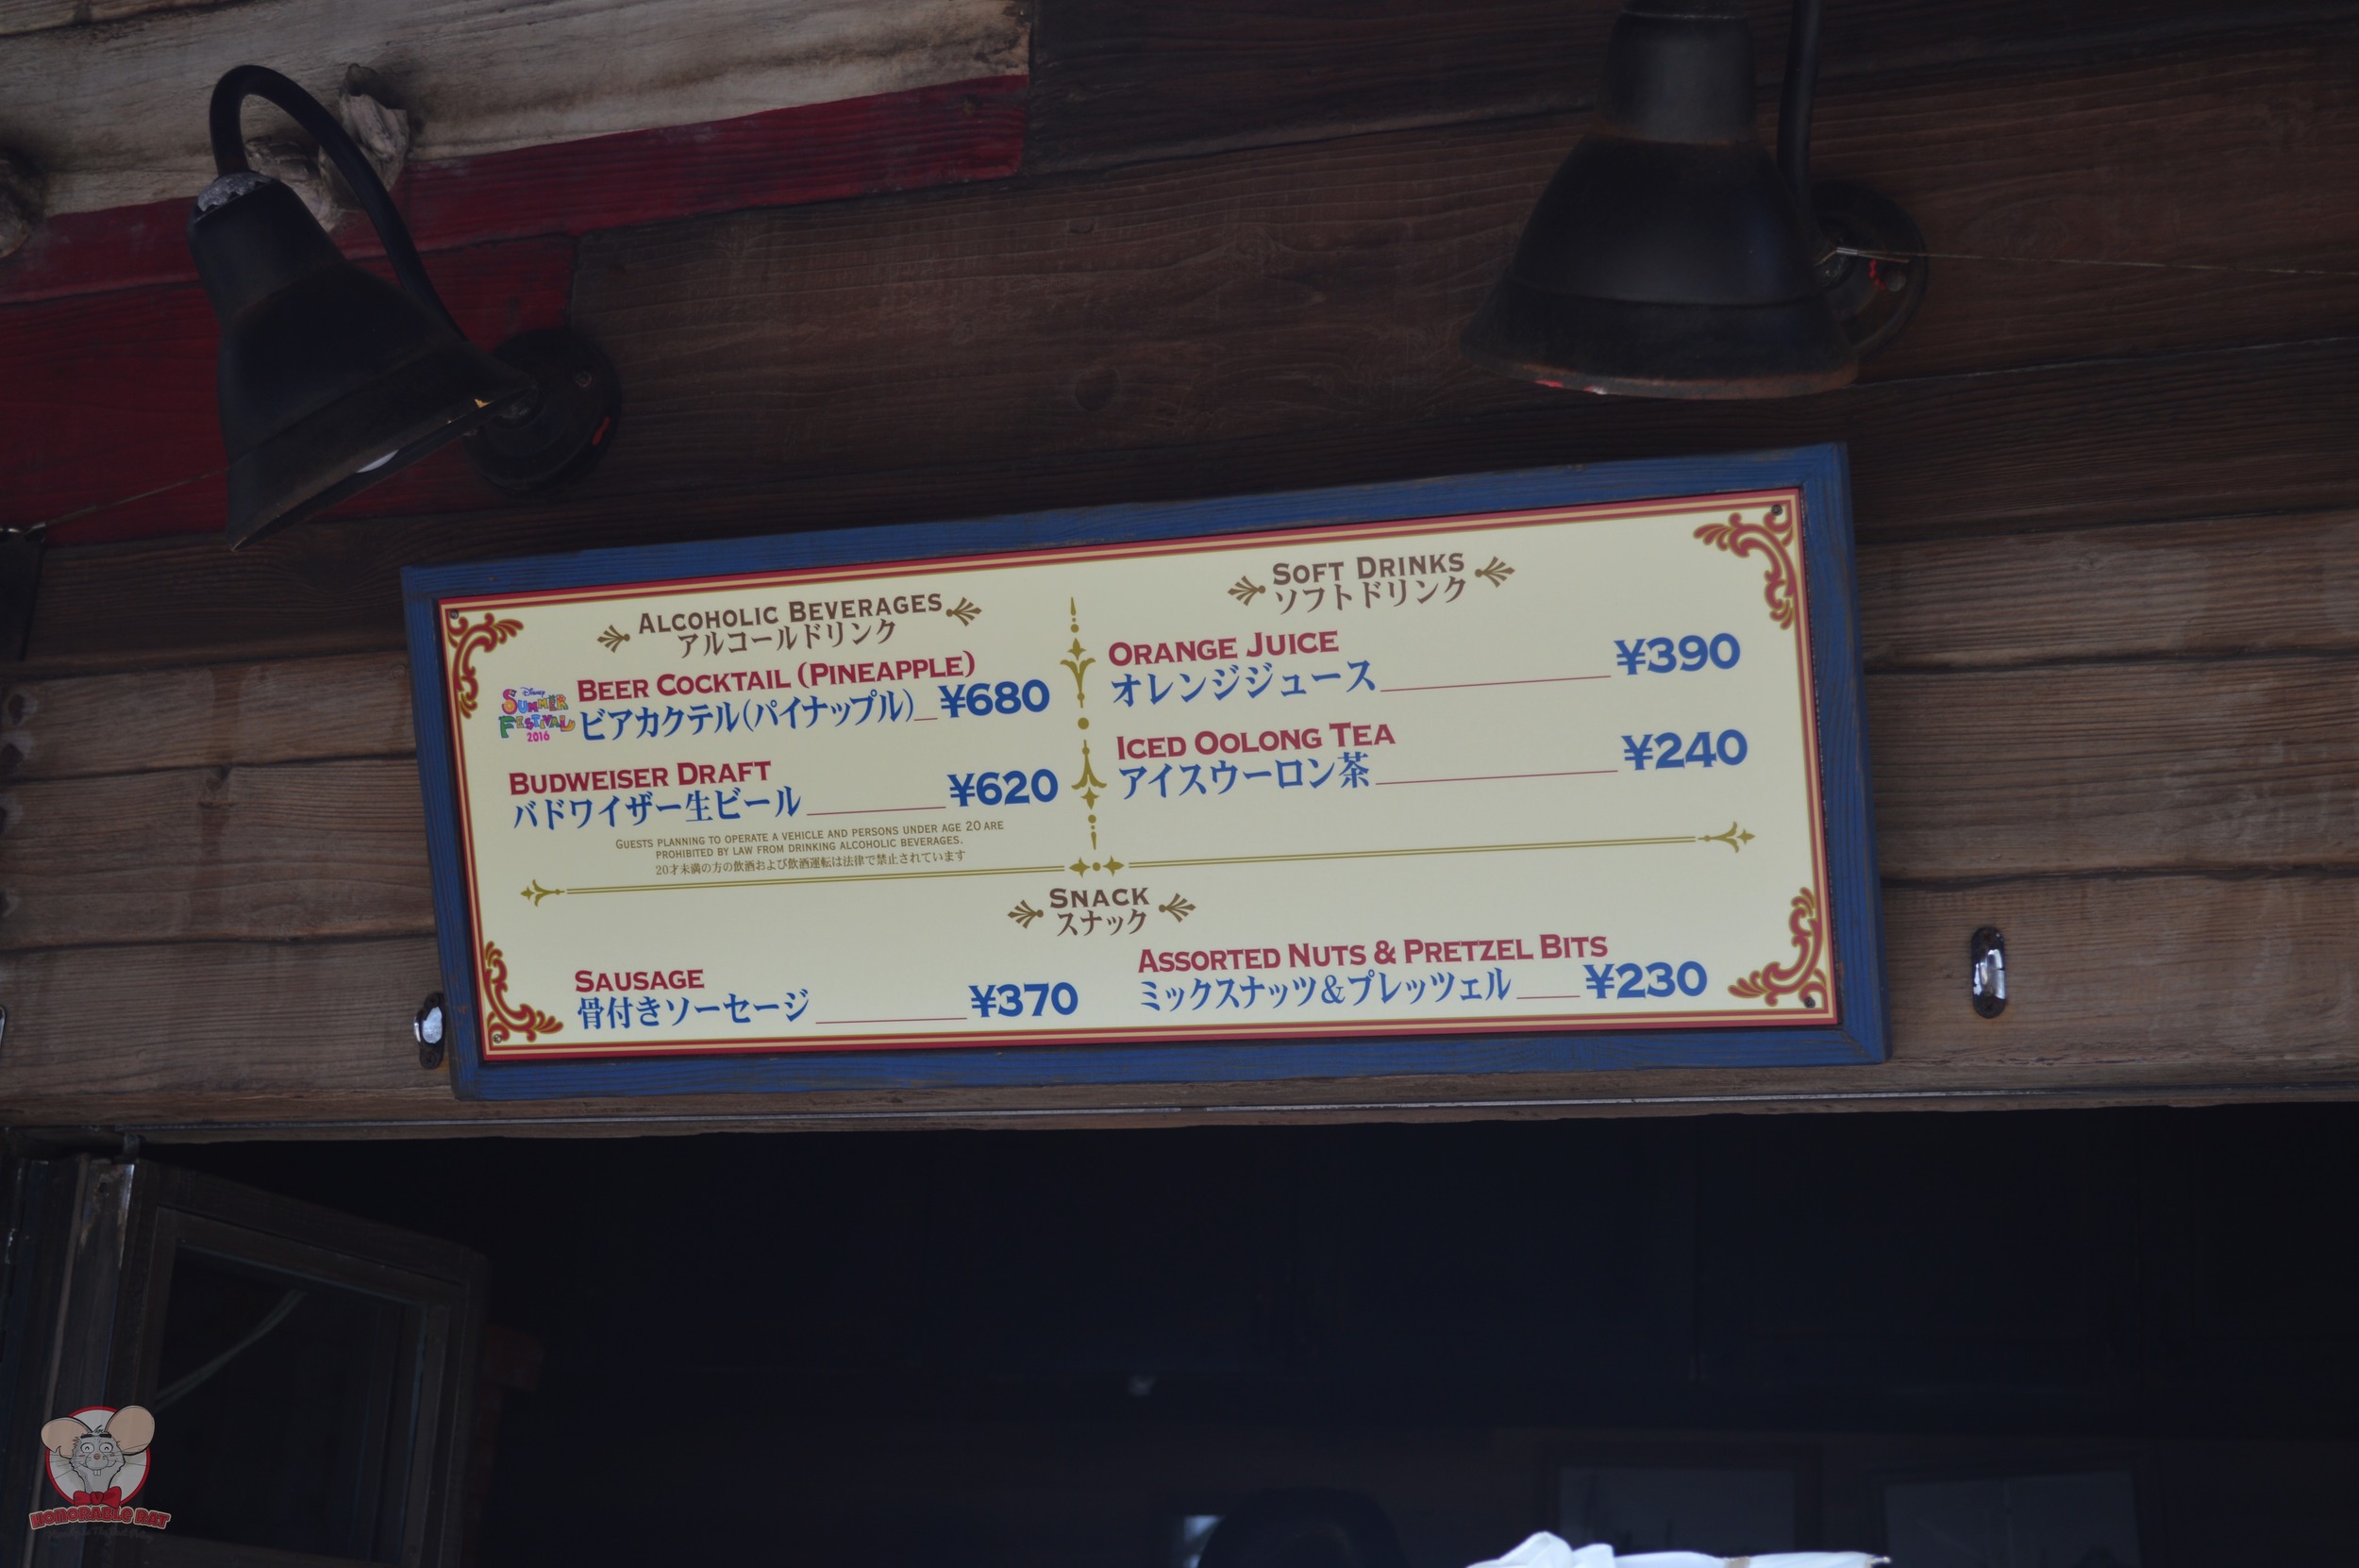 ALCOHOLIC BEVERAGES
アルコールドリンク
Disney
SUMMER
FESTIVAL
2016
BEER COCKTAIL (PINEAPPLE)
ビアカクテル(パイナップル) ¥680
BUDWEISER DRAFT
バドワイザー生ビール ¥620
GUESTS PLANNING TO OPERATE A VEHICLE AND PERSONS UNDER AGE 20 ARE
PROHIBITED BY LAW FROM DRINKING ALCOHOLIC BEVERAGES.
20才未満の方の飲酒および飲酒運転は法律で禁止されています
SOFT DRINKS
ソフトドリンク
ORANGE JUICE
オレンジジュース ¥390
ICED OOLONG TEA
アイスウーロン茶 ¥240
SNACK
スナック
SAUSAGE
骨付きソーセージ ¥370
ASSORTED NUTS & PRETZEL BITS
ミックスナッツ&プレッツェル ¥230
HONORABLE RAT